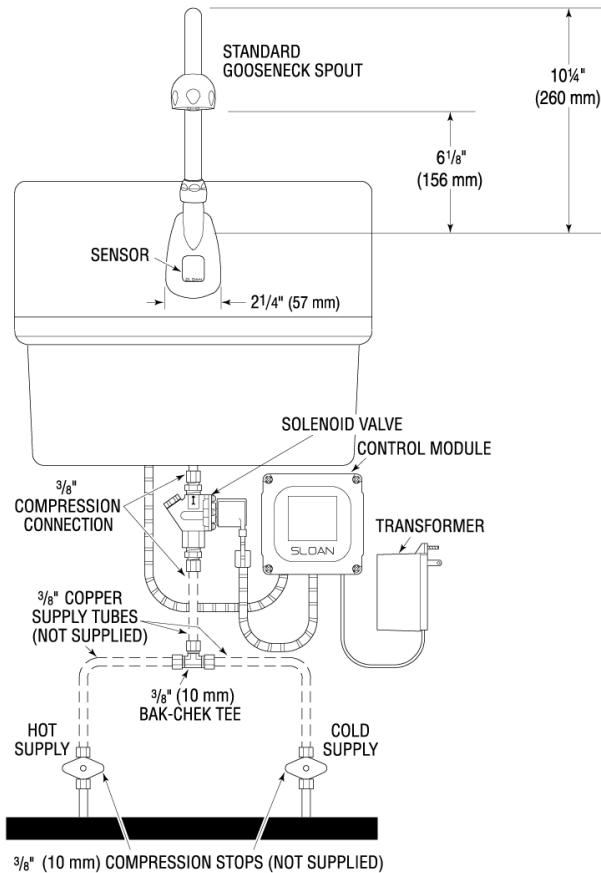 STANDARD
GOOSENECK SPOUT
10¼"
(260 mm)
6⅛"
(156 mm)
SENSOR
SLOAN
2¼" (57 mm)
SOLENOID VALVE
CONTROL MODULE
⅜"
COMPRESSION
CONNECTION
TRANSFORMER
SLOAN
⅜" COPPER
SUPPLY TUBES
(NOT SUPPLIED)
⅜" (10 mm)
BAK-CHEK TEE
HOT
SUPPLY
COLD
SUPPLY
⅜" (10 mm) COMPRESSION STOPS (NOT SUPPLIED)